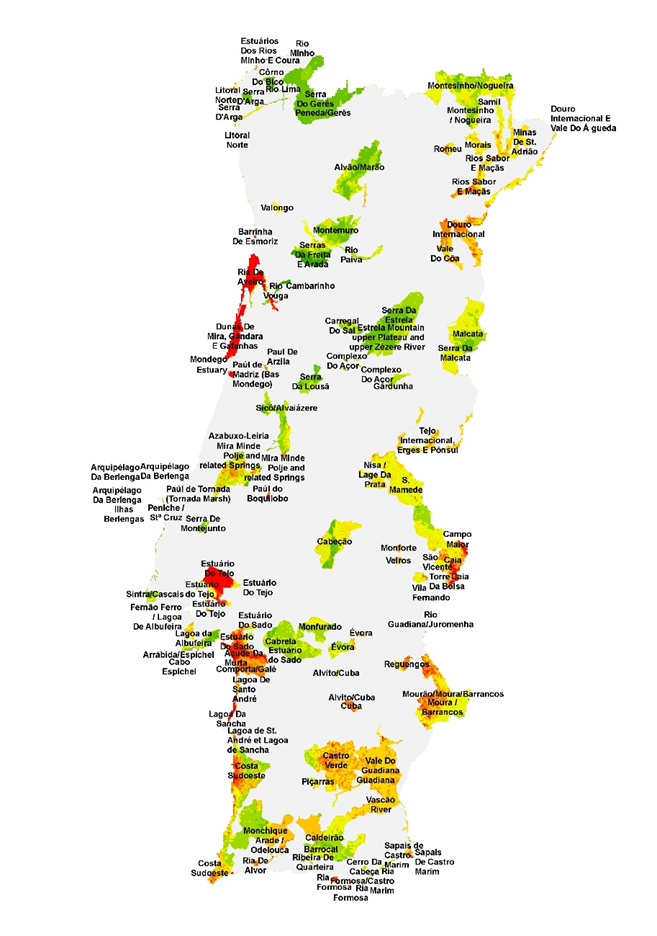 Estuários
Dos Rios
Minho E Coura
Rio
Minho
Côrno
Do Bico
Rio Lima
Litoral
Norte
Serra
D'Arga
Serra
D'Arga
Serra
Do Gerês
Peneda/Gerês
Litoral
Norte
Montesinho/Nogueira
Samil
Montesinho
/ Nogueira
Douro
Internacional E
Vale Do Á gueda
Minas
De St.
Adrião
Romeu
Morais
Rios Sabor
E Maçãs
Rios Sabor
E Maçãs
Alvão/Marão
Valongo
Barrinha
De Esmoriz
Montemuro
Serras
Da Freita
E Arada
Rio
Paiva
Douro
Internacional
Vale
Do Côa
Ria De
Aveiro
Rio
Vouga
Cambarinho
Dunas De
Mira, Gândara
E Gafanhas
Carregal
Do Sal
Serra Da
Estrela
Estrela Mountain
upper Plateau and
upper Zêzere River
Malcata
Serra Da
Malcata
Mondego
Estuary
Paul De
Arzila
Paúl de
Madriz (Bas
Mondego)
Complexo
Do Açor
Complexo
Do Açor
Gardunha
Serra
Da Lousã
Sicó/Alvaiázere
Azabuxo-Leiria
Mira Minde
Polje and
related Springs
Mira Minde
Polje and
related Springs
Tejo
Internacional,
Erges E Pônsul
Arquipélago
Da Berlenga
Arquipélago
Da Berlenga
Arquipélago
Da Berlenga
Ilhas
Berlengas
Paúl de Tornada
(Tornada Marsh)
Paúl do
Boquilobo
Nisa /
Lage Da
Prata
S.
Mamede
Peniche /
Stª Cruz
Serra De
Montejunto
Cabeção
Campo
Maior
Monforte
Veiros
São
Vicente
Caia
Torre
Da Bolsa
Caia
Vila
Fernando
Estuário
Do Tejo
Estuário
do Tejo
Estuário
Do Tejo
Sintra/Cascais
Estuário
Do Tejo
Fernão Ferro
/ Lagoa
De Albufeira
Rio
Guadiana/Juromenha
Estuário
Do Sado
Monfurado
Évora
Lagoa da
Albufeira
Estuário
Do Sado
Cabrela
Estuário
do Sado
Évora
Arrábida/Espichel
Cabo
Espichel
Açude Da
Murta
Comporta/Galé
Reguengos
Alvito/Cuba
Lagoa De
Santo
André
Mourão/Moura/Barrancos
Moura /
Barrancos
Alvito/Cuba
Cuba
Lagoa Da
Sancha
Lagoa de St.
André et Lagoa
de Sancha
Costa
Sudoeste
Castro
Verde
Vale Do
Guadiana
Guadiana
Piçarras
Vascão
River
Monchique
Arade /
Odelouca
Caldeirão
Barrocal
Ribeira De
Quarteira
Sapais de
Castro
Marim
Sapais
De Castro
Marim
Costa
Sudoeste
Ria De
Alvor
Cerro Da
Cabeça
Ria
Formosa/Castro
Marim
Ria
Formosa
Ria
Formosa